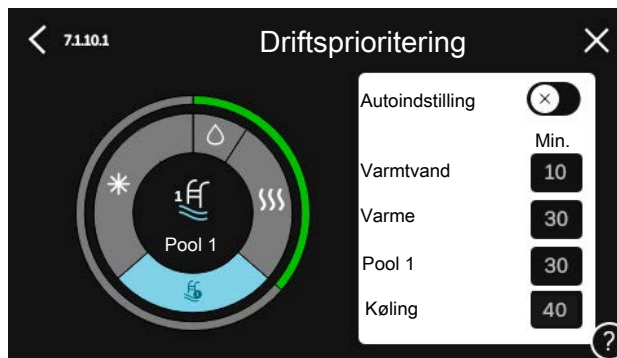 7.1.10.1
Driftsprioritering
Autoindstilling
Min.
Varmtvand 10
Varme 30
Pool 1 30
Køling 40
1
Pool 1
1
?